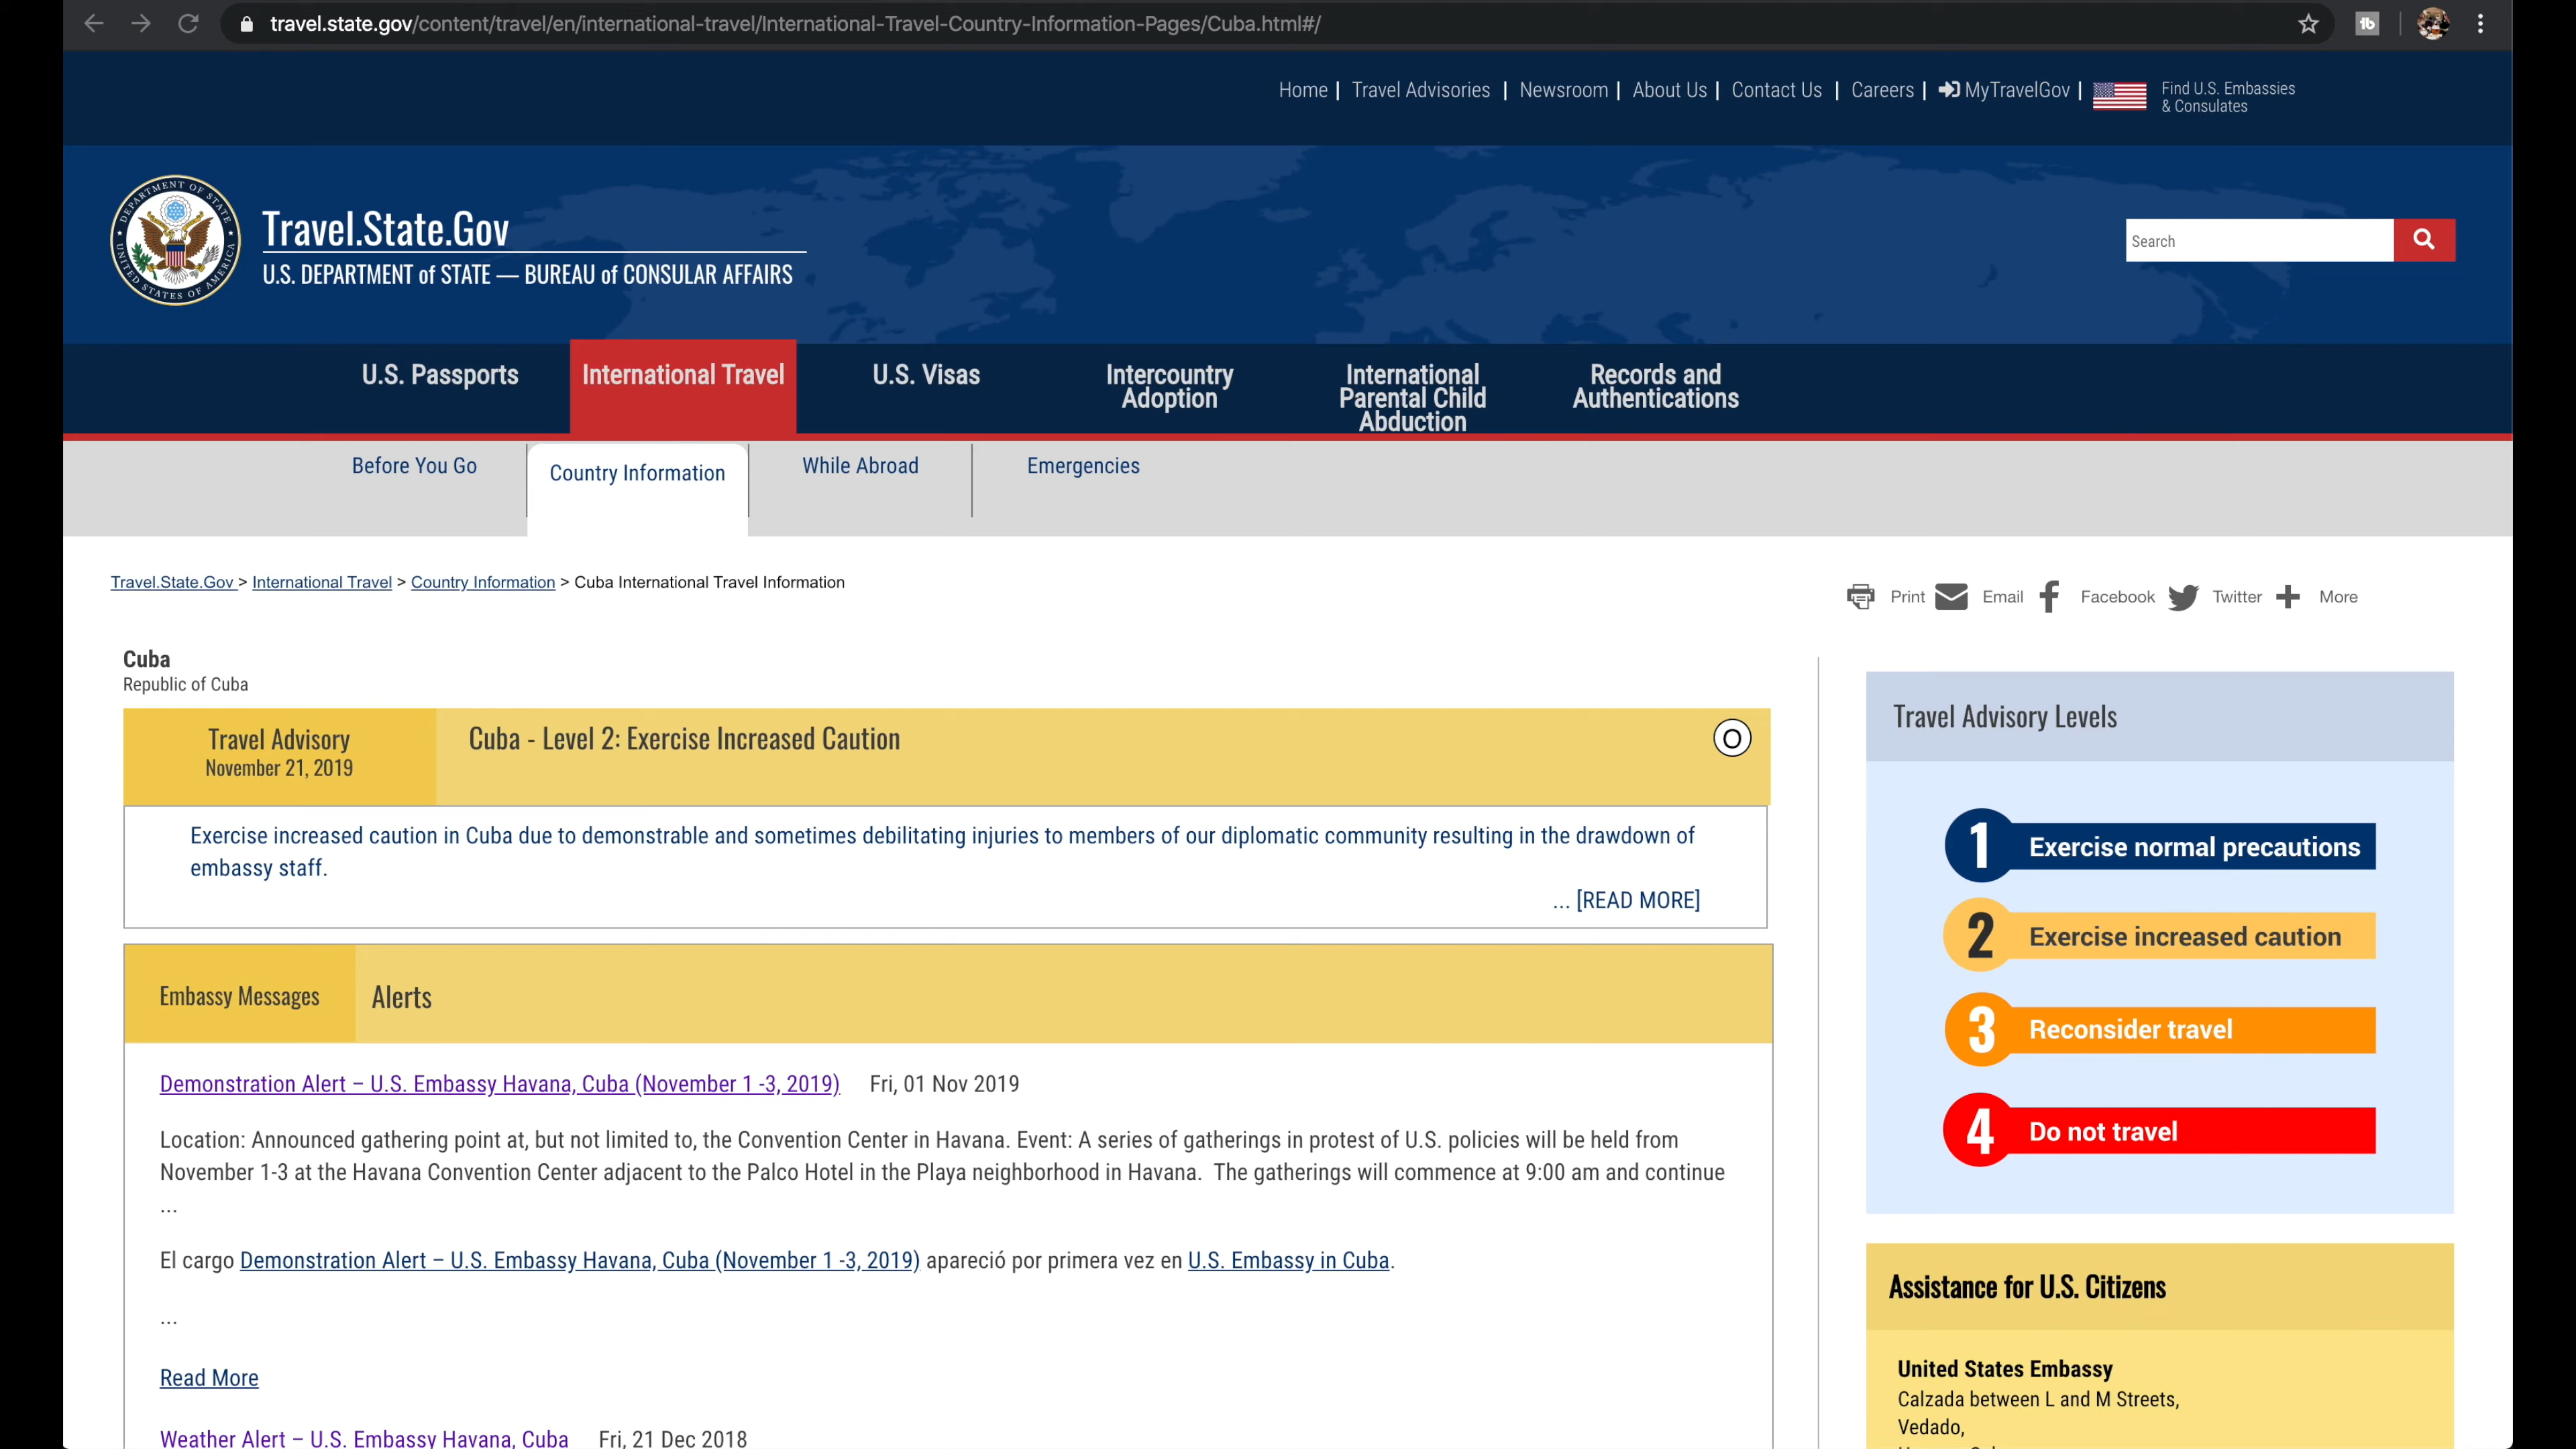 travel.state.gov/content/travel/en/international-travel/International-Travel-Country-Information-Pages/Cuba.html#/
Home | Travel Advisories | Newsroom | About Us | Contact Us | Careers | MyTravelGov |
Find U.S. Embassies
& Consulates
DEPARTMENT OF STATE
UNITED STATES OF AMERICA
Travel.State.Gov
U.S. DEPARTMENT of STATE — BUREAU of CONSULAR AFFAIRS
Search
U.S. Passports
International Travel
U.S. Visas
Intercountry
Adoption
International
Parental Child
Abduction
Records and
Authentications
Before You Go
Country Information
While Abroad
Emergencies
Travel.State.Gov > International Travel > Country Information > Cuba International Travel Information
Print
Email
Facebook
Twitter
More
Cuba
Republic of Cuba
Travel Advisory
November 21, 2019
Cuba - Level 2: Exercise Increased Caution
O
Exercise increased caution in Cuba due to demonstrable and sometimes debilitating injuries to members of our diplomatic community resulting in the drawdown of
embassy staff.
... [READ MORE]
Embassy Messages
Alerts
Demonstration Alert – U.S. Embassy Havana, Cuba (November 1 -3, 2019) Fri, 01 Nov 2019
Location: Announced gathering point at, but not limited to, the Convention Center in Havana. Event: A series of gatherings in protest of U.S. policies will be held from
November 1-3 at the Havana Convention Center adjacent to the Palco Hotel in the Playa neighborhood in Havana.  The gatherings will commence at 9:00 am and continue
...
El cargo Demonstration Alert – U.S. Embassy Havana, Cuba (November 1 -3, 2019) apareció por primera vez en U.S. Embassy in Cuba.
...
Read More
Weather Alert – U.S. Embassy Havana, Cuba Fri, 21 Dec 2018
Travel Advisory Levels
1 Exercise normal precautions
2 Exercise increased caution
3 Reconsider travel
4 Do not travel
Assistance for U.S. Citizens
United States Embassy
Calzada between L and M Streets,
Vedado,